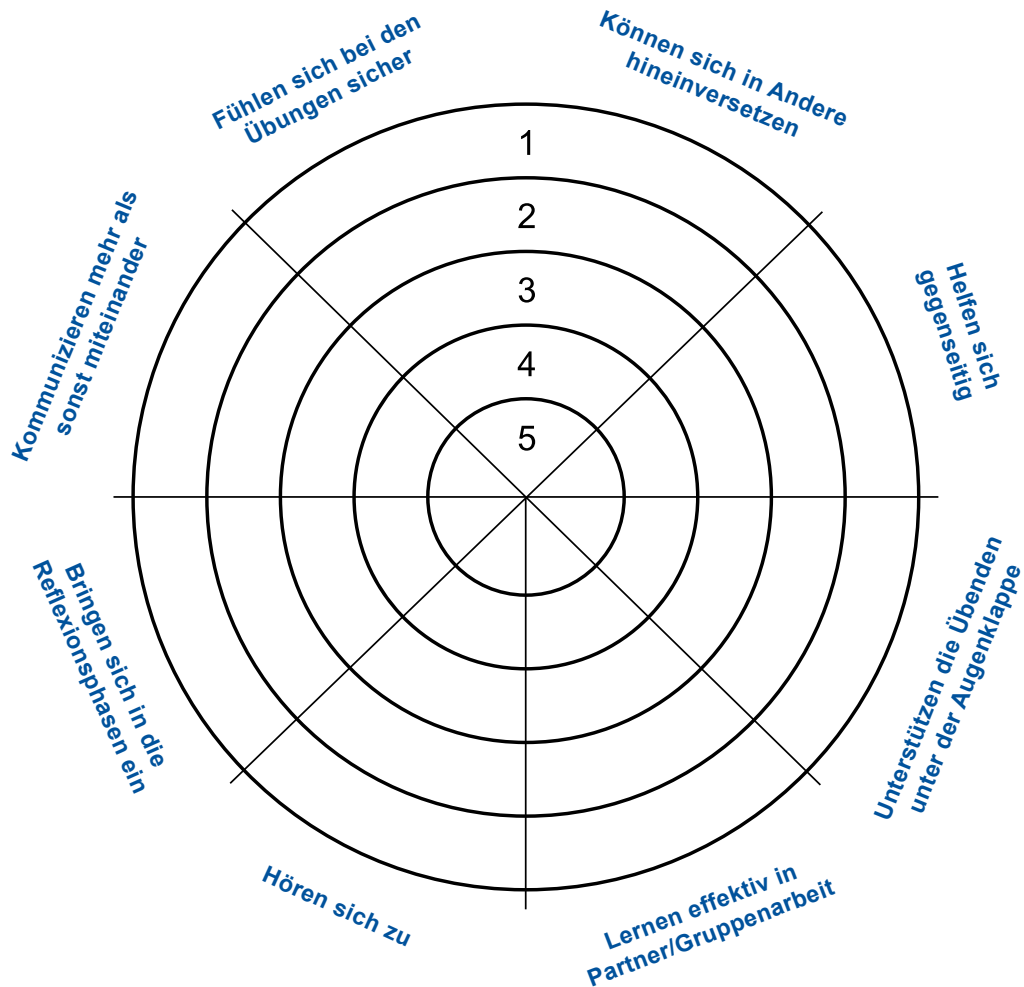 Fühlen sich bei den
Übungen sicher
Können sich in Andere
hineinversetzen
Helfen sich
gegenseitig
Unterstützen die Übenden
unter der Augenklappe
Lernen effektiv in
Partner/Gruppenarbeit
Hören sich zu
Bringen sich in die
Reflexionsphasen ein
Kommunizieren mehr als
sonst miteinander
1
2
3
4
5